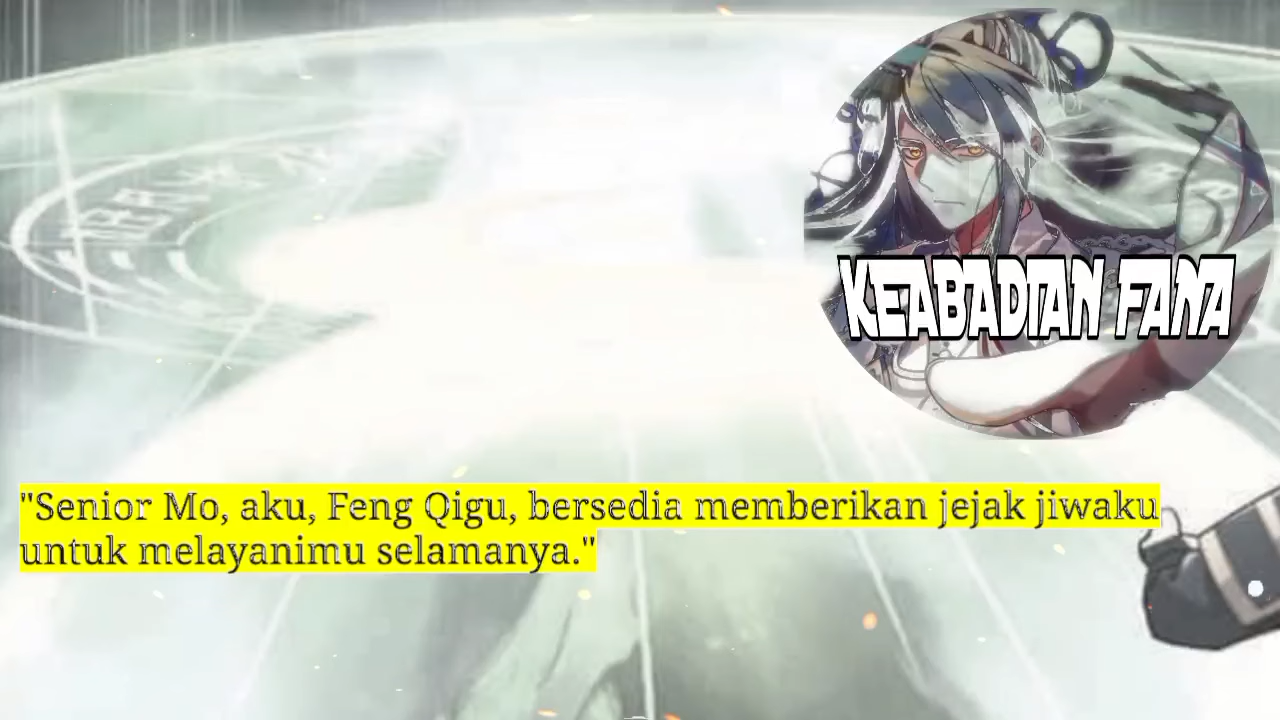 KEABADIAN FANA
"Senior Mo, aku, Feng Qigu, bersedia memberikan jejak jiwaku
untuk melayanimu selamanya."